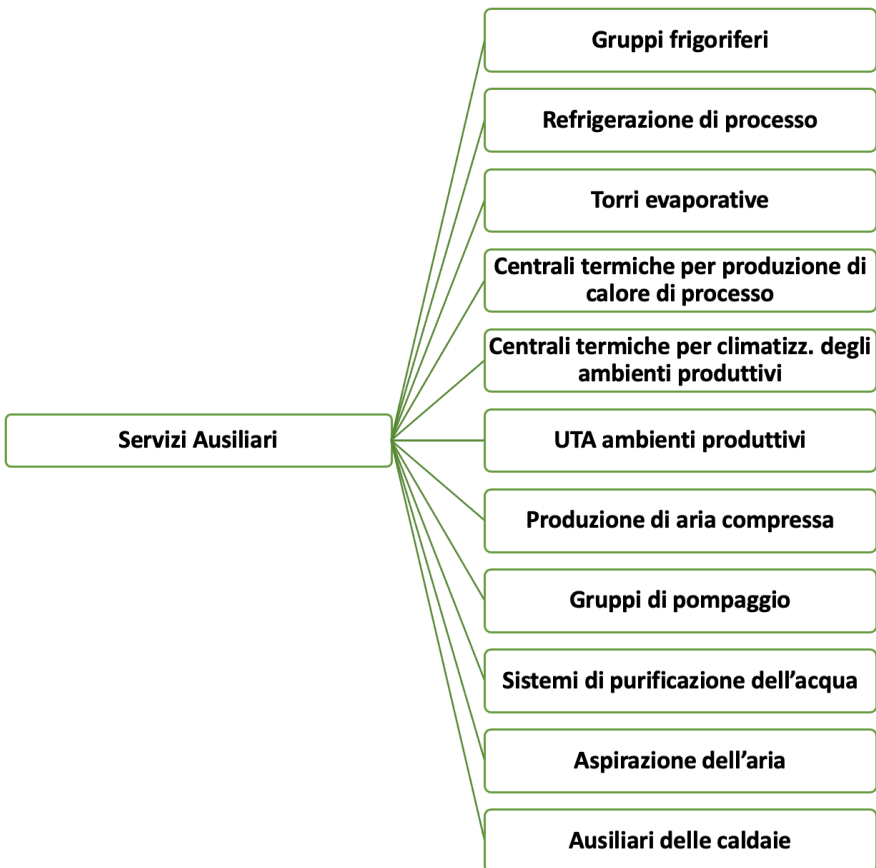 Gruppi frigoriferi
Refrigerazione di processo
Torri evaporative
Centrali termiche per produzione di
calore di processo
Centrali termiche per climatizz. degli
ambienti produttivi
Servizi Ausiliari
UTA ambienti produttivi
Produzione di aria compressa
Gruppi di pompaggio
Sistemi di purificazione dell’acqua
Aspirazione dell’aria
Ausiliari delle caldaie